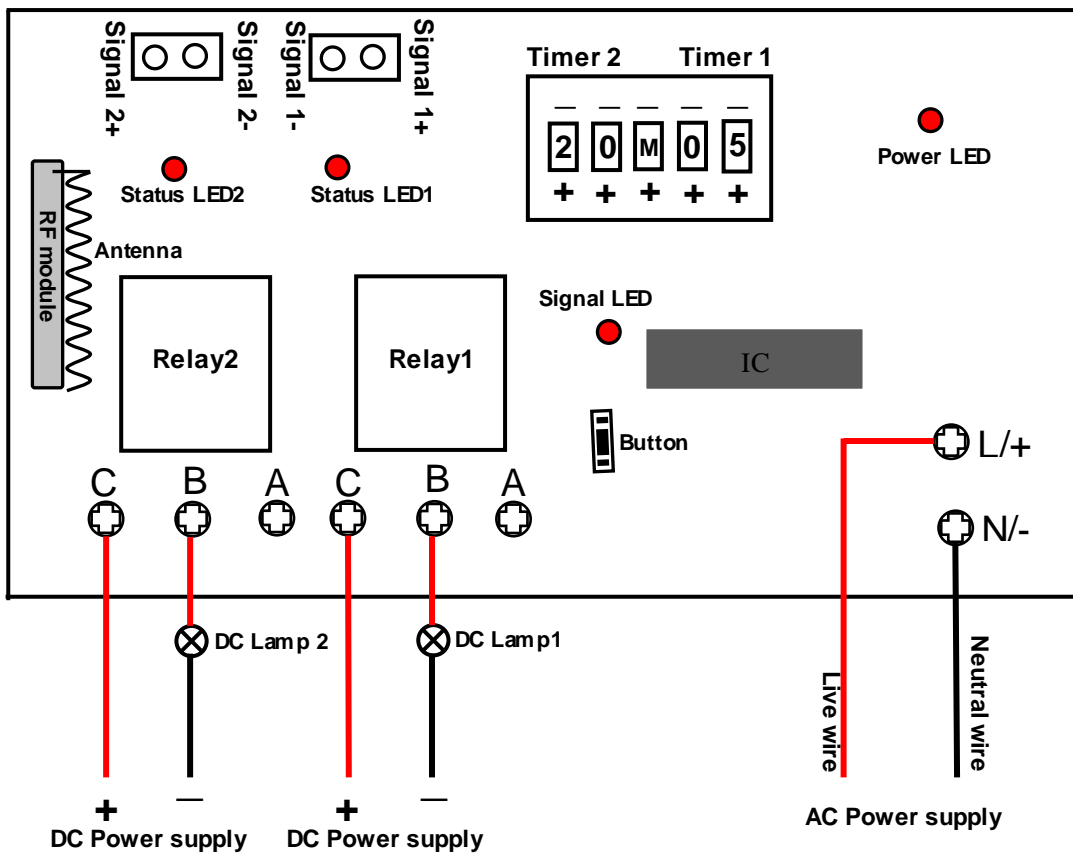 Signal 2+
Signal 2-
Signal 1-
Signal 1+
Timer 2 Timer 1
— — — — —
2 0 M 0 5
+ + + + +
Power LED
Status LED2
Status LED1
RF module
Antenna
Signal LED
Relay2
Relay1
IC
Button
L/+
C B A C B A
N/-
DC Lamp 2
DC Lamp1
Live wire
Neutral wire
+ — + —
DC Power supply
DC Power supply
AC Power supply